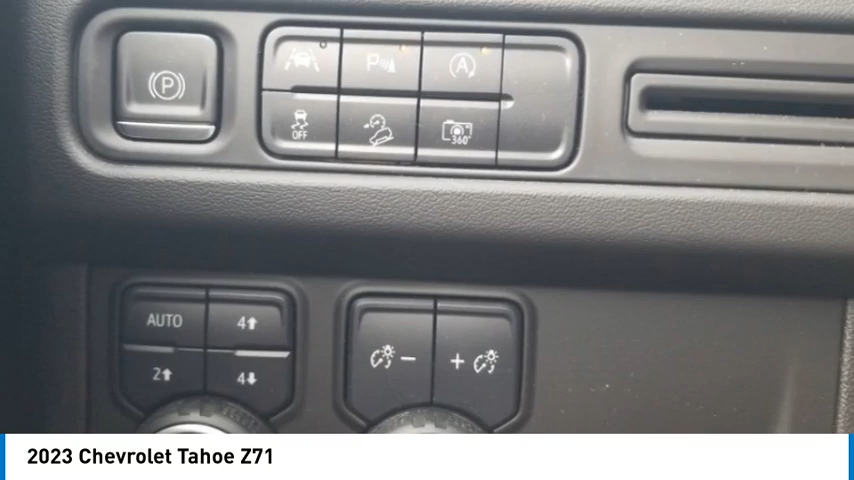 P A
P
OFF 360°
AUTO 4
2 4
2023 Chevrolet Tahoe Z71